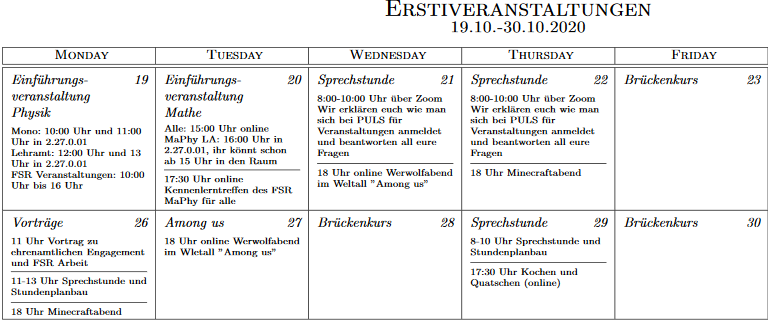 Erstiveranstaltungen
19.10.-30.10.2020
Monday Tuesday Wednesday Thursday Friday
Einführungs- 19
veranstaltung
Physik
Mono: 10:00 Uhr und 11:00
Uhr in 2.27.0.01
Lehramt: 12:00 Uhr und 13
Uhr in 2.27.0.01
FSR Veranstaltungen: 10:00
Uhr bis 16 Uhr
Einführungs- 20
veranstaltung
Mathe
Alle: 15:00 Uhr online
MaPhy LA: 16:00 Uhr in
2.27.0.01, ihr könnt schon
ab 15 Uhr in den Raum
17:30 Uhr online
Kennenlerntreffen des FSR
MaPhy für alle
Sprechstunde 21
8:00-10:00 Uhr über Zoom
Wir erklären euch wie man
sich bei PULS für
Veranstaltungen anmeldet
und beantworten all eure
Fragen
18 Uhr online Werwolfabend
im Weltall "Among us"
Sprechstunde 22
8:00-10:00 Uhr über Zoom
Wir erklären euch wie man
sich bei PULS für
Veranstaltungen anmeldet
und beantworten all eure
Fragen
18 Uhr Minecraftabend
Brückenkurs 23
Vorträge 26
11 Uhr Vortrag zu
ehrenamtlichen Engagement
und FSR Arbeit
11-13 Uhr Sprechstunde und
Stundenplanbau
18 Uhr Minecraftabend
Among us 27
18 Uhr online Werwolfabend
im Wletall "Among us"
Brückenkurs 28
Sprechstunde 29
8-10 Uhr Sprechstunde und
Stundenplanbau
17:30 Uhr Kochen und
Quatschen (online)
Brückenkurs 30